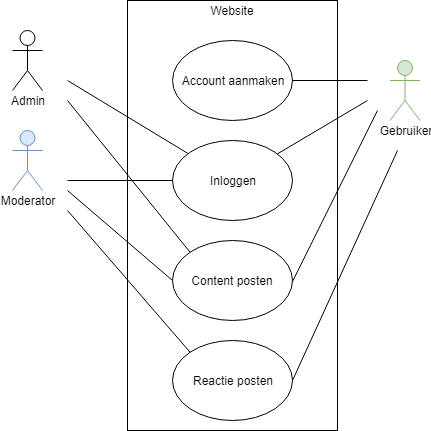 Website
Account aanmaken
Admin
Gebruiker
Inloggen
Moderator
Content posten
Reactie posten